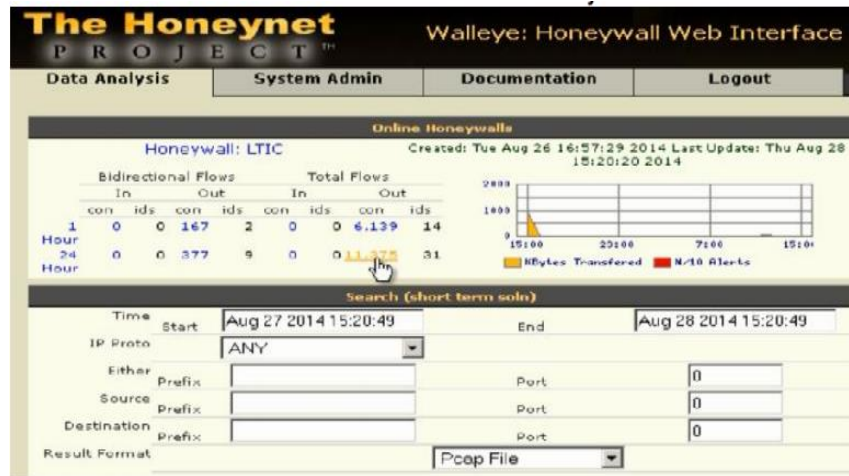 The Honeynet
PROJECT™
Walleye: Honeywall Web Interface
Data Analysis System Admin Documentation Logout
Online Honeywalls
Honeywall: LTIC
Created: Tue Aug 26 16:57:29 2014 Last Update: Thu Aug 28
15:20:20 2014
Bidirectional Flows Total Flows
In Out In Out
con ids con ids con ids con ids
1 Hour 0 0 167 2 0 0 6.139 14
24 Hour 0 0 377 9 0 0 11.375 31
2000
1000
0
15:00 23:00 7:00 15:0
KBytes Transfered N/10 Alerts
Search (short term soln)
Time Start Aug 27 2014 15:20:49 End Aug 28 2014 15:20:49
IP Proto ANY
Either Prefix Port 0
Source Prefix Port 0
Destination Prefix Port 0
Result Format Pcap File